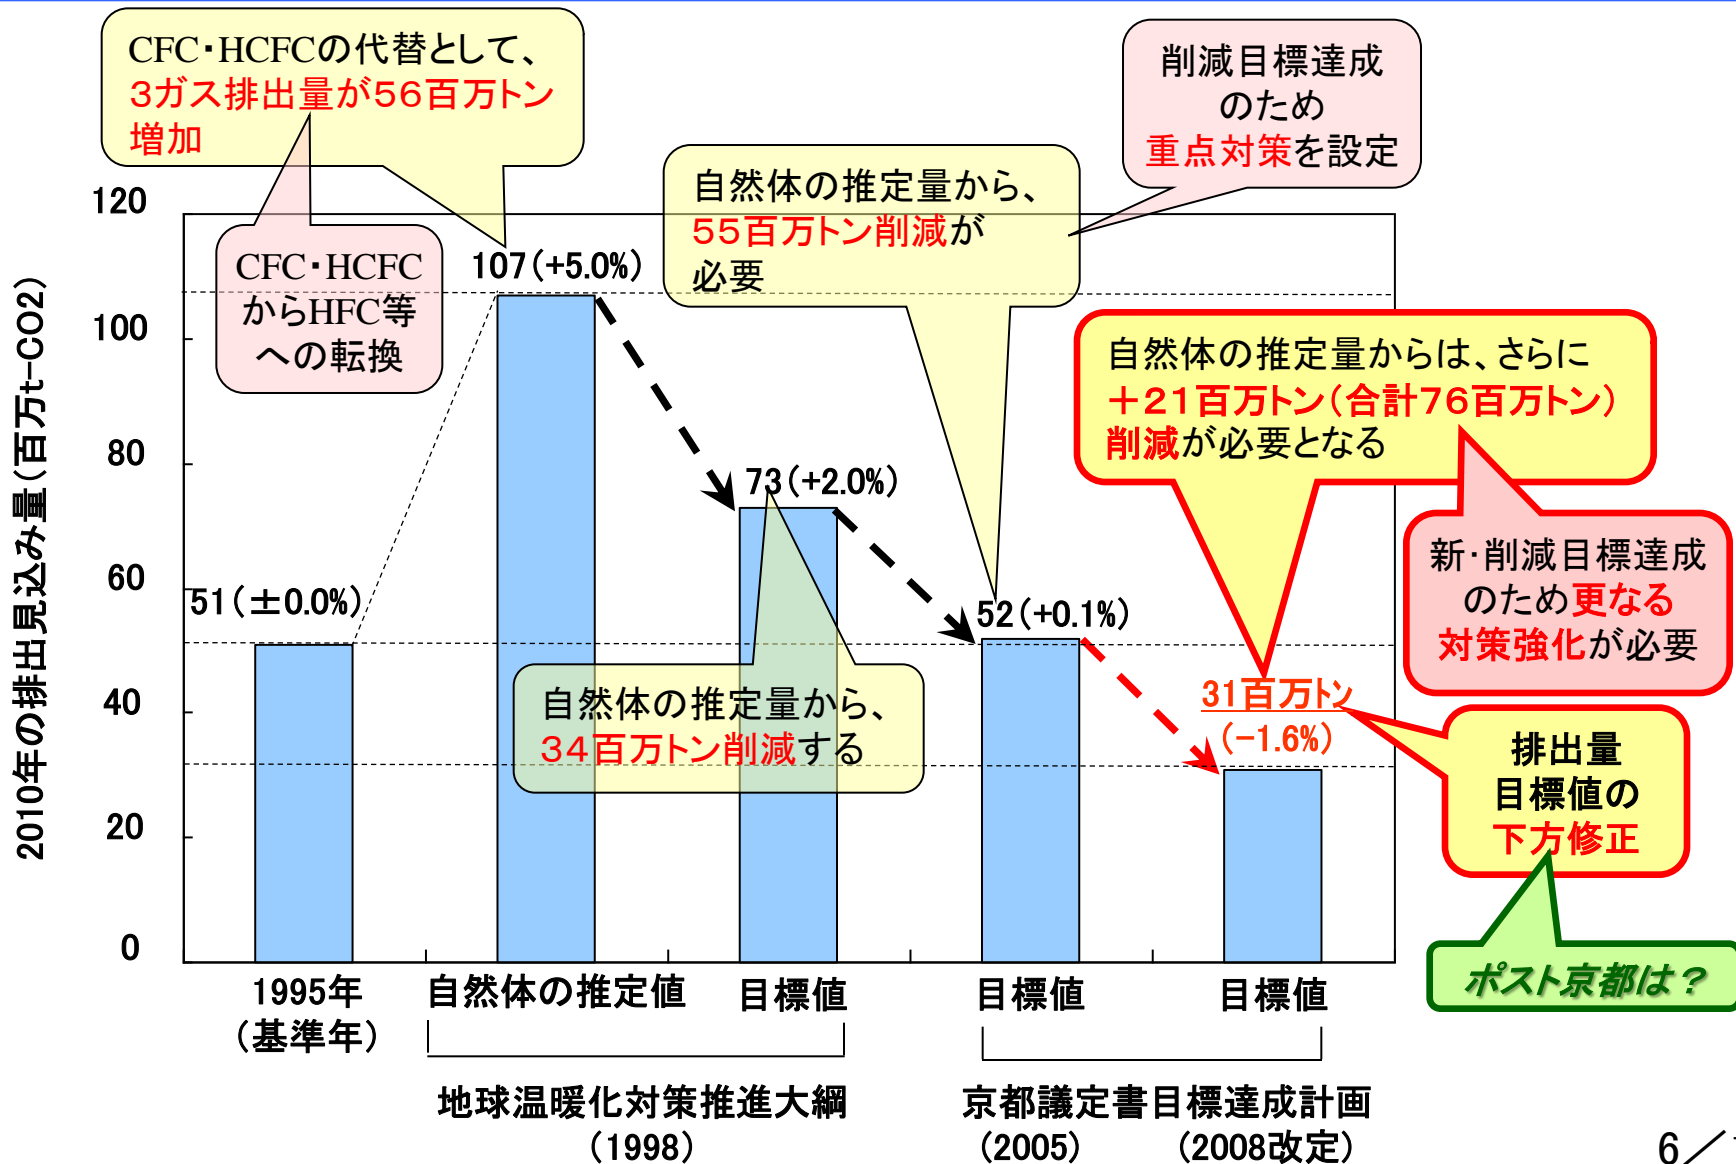 CFC・HCFCの代替として、
3ガス排出量が56百万トン
増加
削減目標達成
のため
重点対策を設定
自然体の推定量から、
55百万トン削減が
必要
CFC・HCFC
からHFC等
への転換
自然体の推定量からは、さらに
＋21百万トン（合計76百万トン）
削減が必要となる
新・削減目標達成
のため更なる
対策強化が必要
自然体の推定量から、
34百万トン削減する
排出量
目標値の
下方修正
ポスト京都は？
2010年の排出見込み量（百万t-CO2）
120
100
80
60
40
20
0
51（±0.0%）
107（+5.0%）
73（+2.0%）
52（+0.1%）
31百万トン
（-1.6%）
1995年
（基準年）
自然体の推定値
目標値
目標値
目標値
地球温暖化対策推進大綱
（1998）
京都議定書目標達成計画
（2005）
（2008改定）
6／